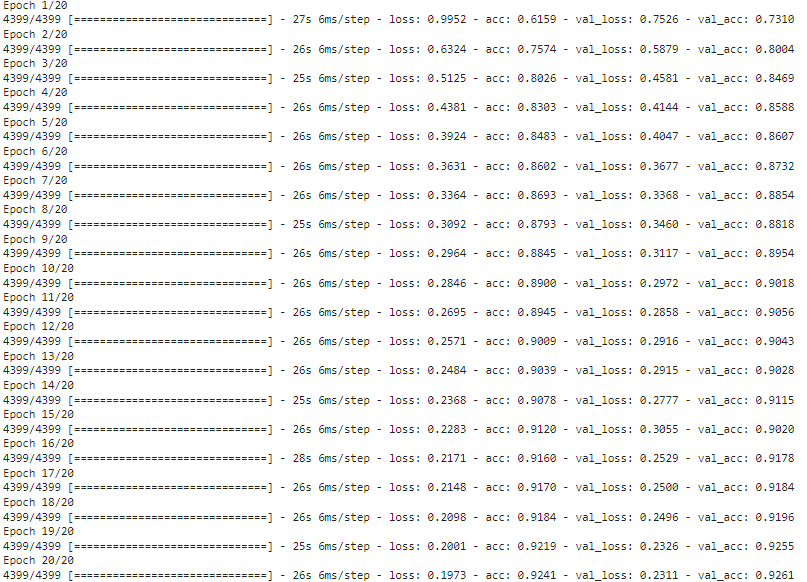 Epoch 1/20
4399/4399 [==============================] - 27s 6ms/step - loss: 0.9952 - acc: 0.6159 - val_loss: 0.7526 - val_acc: 0.7310
Epoch 2/20
4399/4399 [==============================] - 26s 6ms/step - loss: 0.6324 - acc: 0.7574 - val_loss: 0.5879 - val_acc: 0.8004
Epoch 3/20
4399/4399 [==============================] - 25s 6ms/step - loss: 0.5125 - acc: 0.8026 - val_loss: 0.4581 - val_acc: 0.8469
Epoch 4/20
4399/4399 [==============================] - 26s 6ms/step - loss: 0.4381 - acc: 0.8303 - val_loss: 0.4144 - val_acc: 0.8588
Epoch 5/20
4399/4399 [==============================] - 26s 6ms/step - loss: 0.3924 - acc: 0.8483 - val_loss: 0.4047 - val_acc: 0.8607
Epoch 6/20
4399/4399 [==============================] - 26s 6ms/step - loss: 0.3631 - acc: 0.8602 - val_loss: 0.3677 - val_acc: 0.8732
Epoch 7/20
4399/4399 [==============================] - 26s 6ms/step - loss: 0.3364 - acc: 0.8693 - val_loss: 0.3368 - val_acc: 0.8854
Epoch 8/20
4399/4399 [==============================] - 25s 6ms/step - loss: 0.3092 - acc: 0.8793 - val_loss: 0.3460 - val_acc: 0.8818
Epoch 9/20
4399/4399 [==============================] - 26s 6ms/step - loss: 0.2964 - acc: 0.8845 - val_loss: 0.3117 - val_acc: 0.8954
Epoch 10/20
4399/4399 [==============================] - 26s 6ms/step - loss: 0.2846 - acc: 0.8900 - val_loss: 0.2972 - val_acc: 0.9018
Epoch 11/20
4399/4399 [==============================] - 26s 6ms/step - loss: 0.2695 - acc: 0.8945 - val_loss: 0.2858 - val_acc: 0.9056
Epoch 12/20
4399/4399 [==============================] - 26s 6ms/step - loss: 0.2571 - acc: 0.9009 - val_loss: 0.2916 - val_acc: 0.9043
Epoch 13/20
4399/4399 [==============================] - 26s 6ms/step - loss: 0.2484 - acc: 0.9039 - val_loss: 0.2915 - val_acc: 0.9028
Epoch 14/20
4399/4399 [==============================] - 25s 6ms/step - loss: 0.2368 - acc: 0.9078 - val_loss: 0.2777 - val_acc: 0.9115
Epoch 15/20
4399/4399 [==============================] - 26s 6ms/step - loss: 0.2283 - acc: 0.9120 - val_loss: 0.3055 - val_acc: 0.9020
Epoch 16/20
4399/4399 [==============================] - 28s 6ms/step - loss: 0.2171 - acc: 0.9160 - val_loss: 0.2529 - val_acc: 0.9178
Epoch 17/20
4399/4399 [==============================] - 26s 6ms/step - loss: 0.2148 - acc: 0.9170 - val_loss: 0.2500 - val_acc: 0.9184
Epoch 18/20
4399/4399 [==============================] - 26s 6ms/step - loss: 0.2098 - acc: 0.9184 - val_loss: 0.2496 - val_acc: 0.9196
Epoch 19/20
4399/4399 [==============================] - 25s 6ms/step - loss: 0.2001 - acc: 0.9219 - val_loss: 0.2326 - val_acc: 0.9255
Epoch 20/20
4399/4399 [==============================] - 26s 6ms/step - loss: 0.1973 - acc: 0.9241 - val_loss: 0.2311 - val_acc: 0.9261